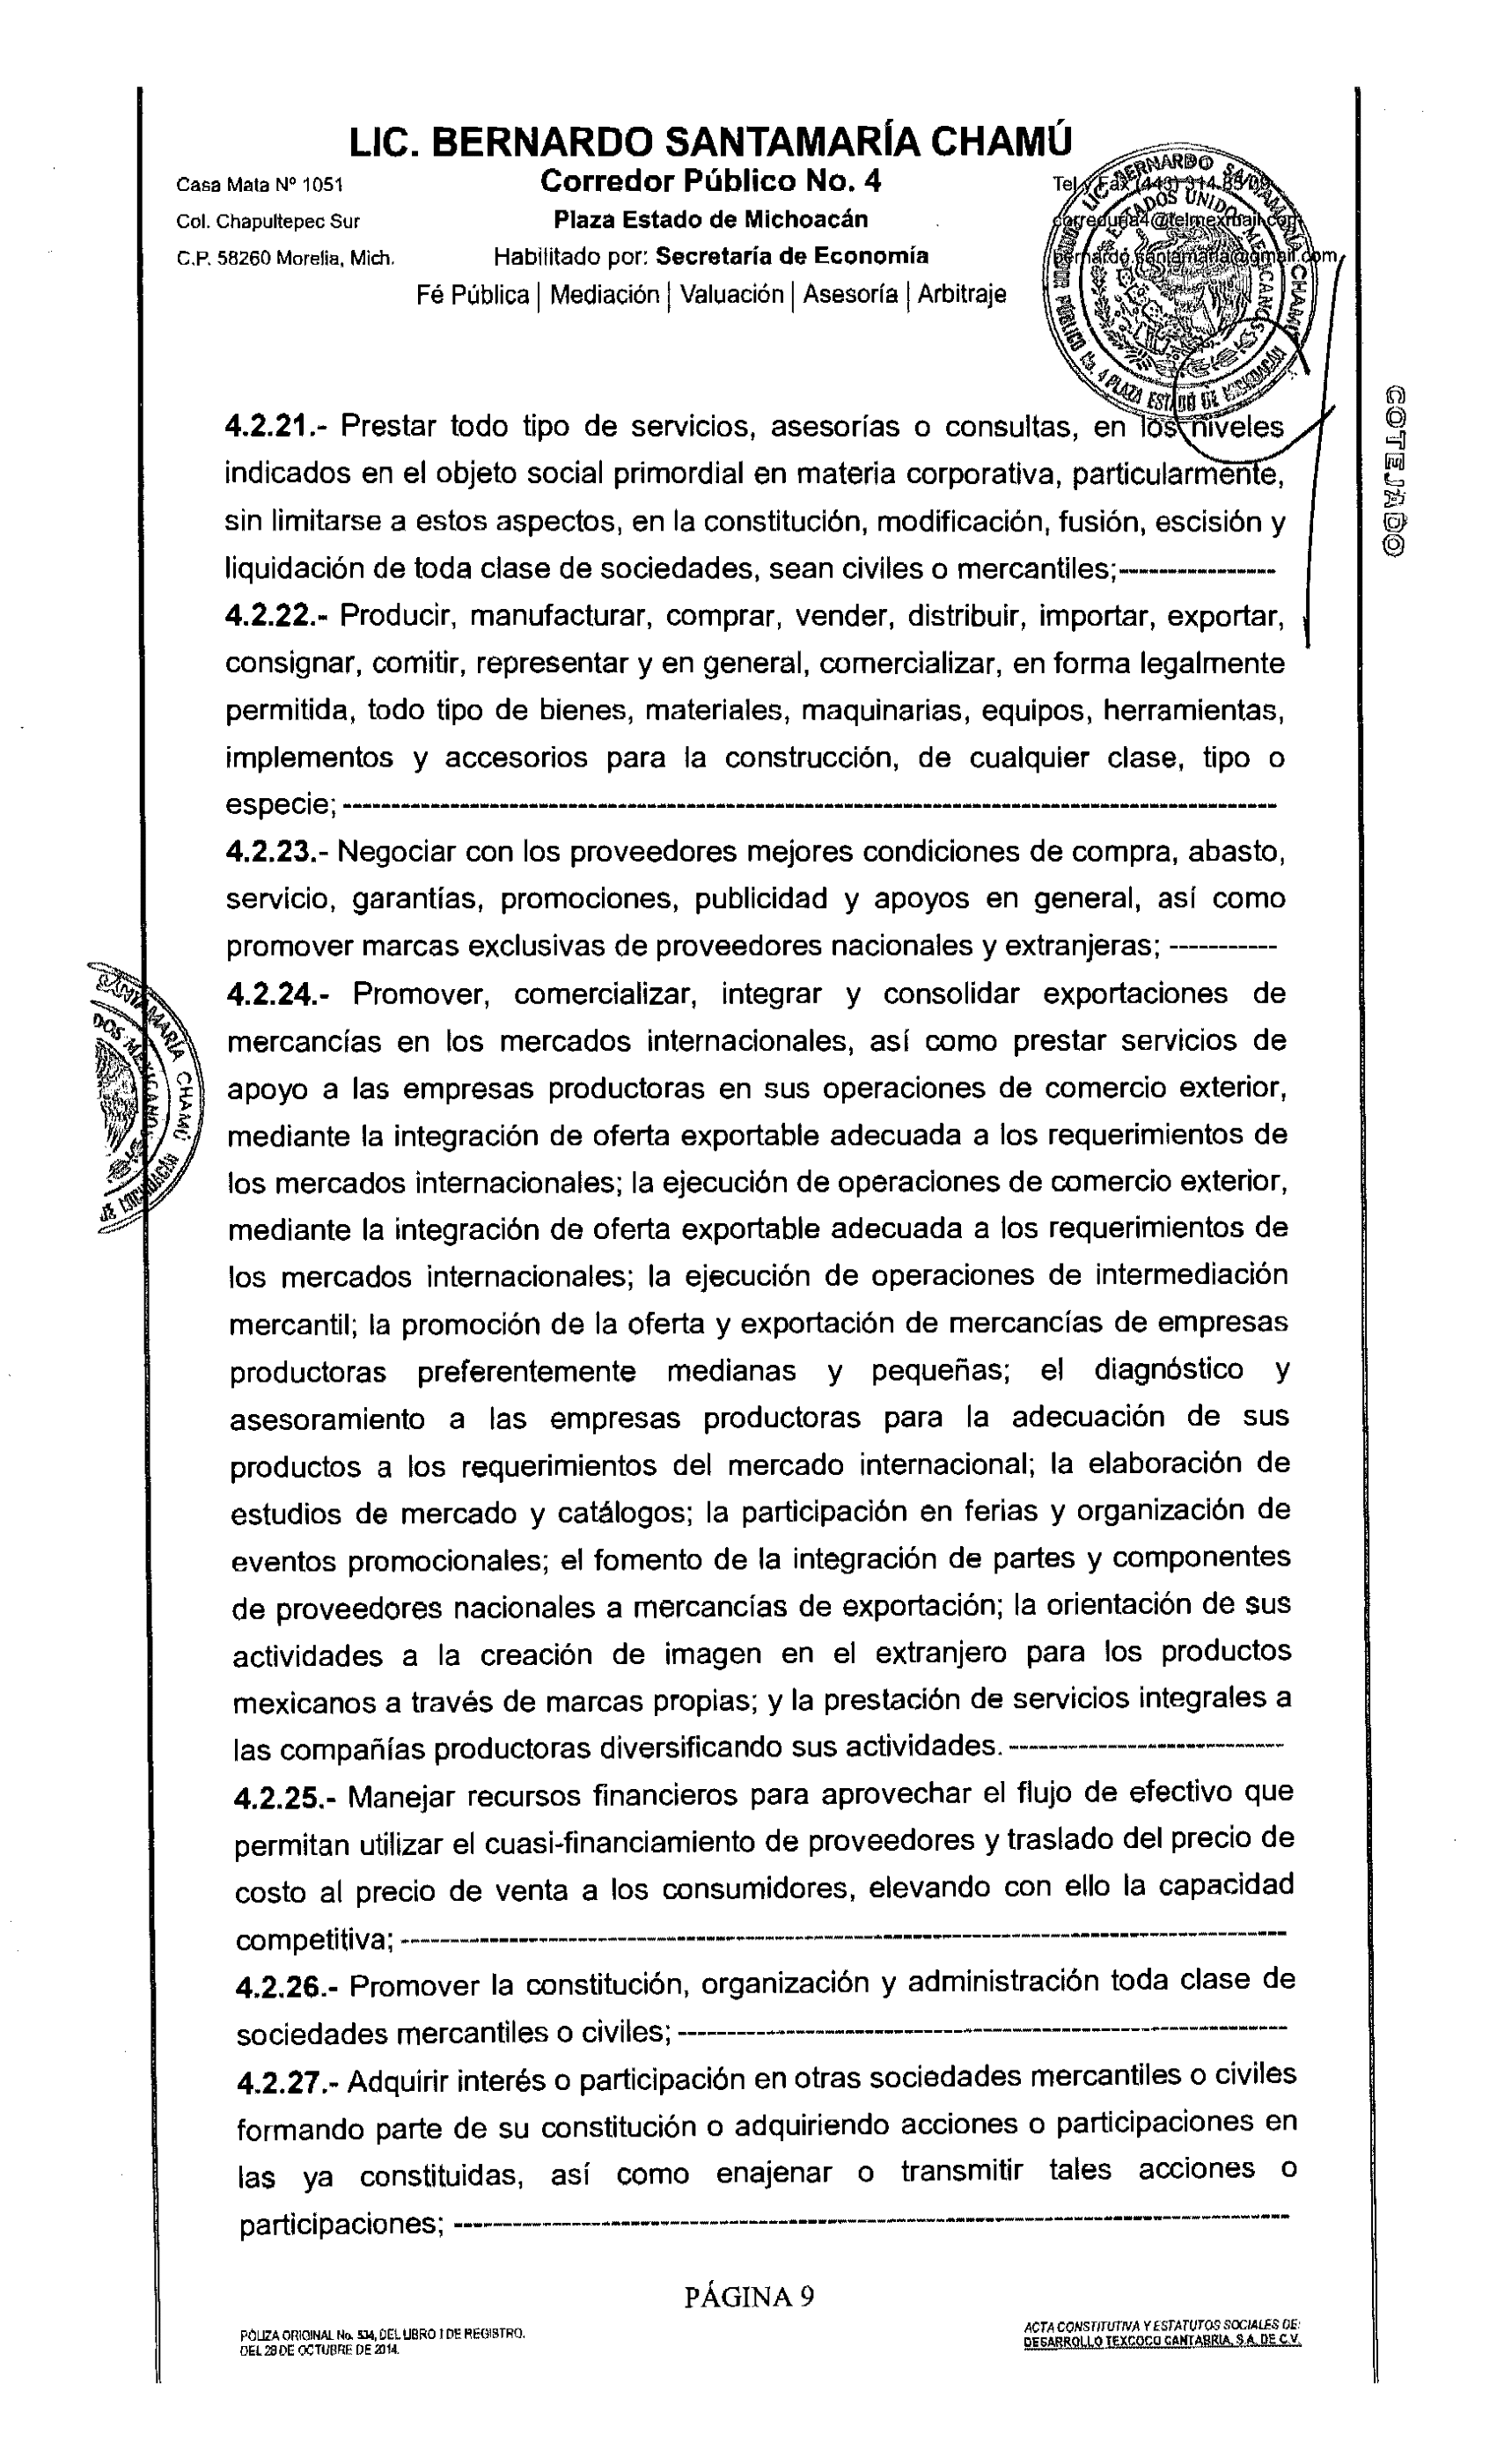 LIC. BERNARDO SANTAMARÍA CHAMÚ
Casa Mata Nº 1051
Corredor Público No. 4
Tel y Fax (443) 314 85 09
Col. Chapultepec Sur
Plaza Estado de Michoacán
correduria4@telmexmail.com
C.P. 58260 Morelia, Mich.
Habilitado por: Secretaría de Economía
bernardo.santamaria@gmail.com
Fé Pública | Mediación | Valuación | Asesoría | Arbitraje
COTEJADO
4.2.21.- Prestar todo tipo de servicios, asesorías o consultas, en los niveles
indicados en el objeto social primordial en materia corporativa, particularmente,
sin limitarse a estos aspectos, en la constitución, modificación, fusión, escisión y
liquidación de toda clase de sociedades, sean civiles o mercantiles;----------------
4.2.22.- Producir, manufacturar, comprar, vender, distribuir, importar, exportar,
consignar, comitir, representar y en general, comercializar, en forma legalmente
permitida, todo tipo de bienes, materiales, maquinarias, equipos, herramientas,
implementos y accesorios para la construcción, de cualquier clase, tipo o
especie; ------------------------------------------------------------
4.2.23.- Negociar con los proveedores mejores condiciones de compra, abasto,
servicio, garantías, promociones, publicidad y apoyos en general, así como
promover marcas exclusivas de proveedores nacionales y extranjeras; -----------
4.2.24.- Promover, comercializar, integrar y consolidar exportaciones de
mercancías en los mercados internacionales, así como prestar servicios de
apoyo a las empresas productoras en sus operaciones de comercio exterior,
mediante la integración de oferta exportable adecuada a los requerimientos de
los mercados internacionales; la ejecución de operaciones de comercio exterior,
mediante la integración de oferta exportable adecuada a los requerimientos de
los mercados internacionales; la ejecución de operaciones de intermediación
mercantil; la promoción de la oferta y exportación de mercancías de empresas
productoras preferentemente medianas y pequeñas; el diagnóstico y
asesoramiento a las empresas productoras para la adecuación de sus
productos a los requerimientos del mercado internacional; la elaboración de
estudios de mercado y catálogos; la participación en ferias y organización de
eventos promocionales; el fomento de la integración de partes y componentes
de proveedores nacionales a mercancías de exportación; la orientación de sus
actividades a la creación de imagen en el extranjero para los productos
mexicanos a través de marcas propias; y la prestación de servicios integrales a
las compañías productoras diversificando sus actividades. ----------------------------
4.2.25.- Manejar recursos financieros para aprovechar el flujo de efectivo que
permitan utilizar el cuasi-financiamiento de proveedores y traslado del precio de
costo al precio de venta a los consumidores, elevando con ello la capacidad
competitiva; ------------------------------------------------------------
4.2.26.- Promover la constitución, organización y administración toda clase de
sociedades mercantiles o civiles; ------------------------------------------------------------
4.2.27.- Adquirir interés o participación en otras sociedades mercantiles o civiles
formando parte de su constitución o adquiriendo acciones o participaciones en
las ya constituidas, así como enajenar o transmitir tales acciones o
participaciones; ------------------------------------------------------------
PÁGINA 9
POLIZA ORIGINAL No. 534, DEL LIBRO I DE REGISTRO.
DEL 28 DE OCTUBRE DE 2014.
ACTA CONSTITUTIVA Y ESTATUTOS SOCIALES DE:
DESARROLLO TEXCOCO CANTABRIA, S.A. DE C.V.